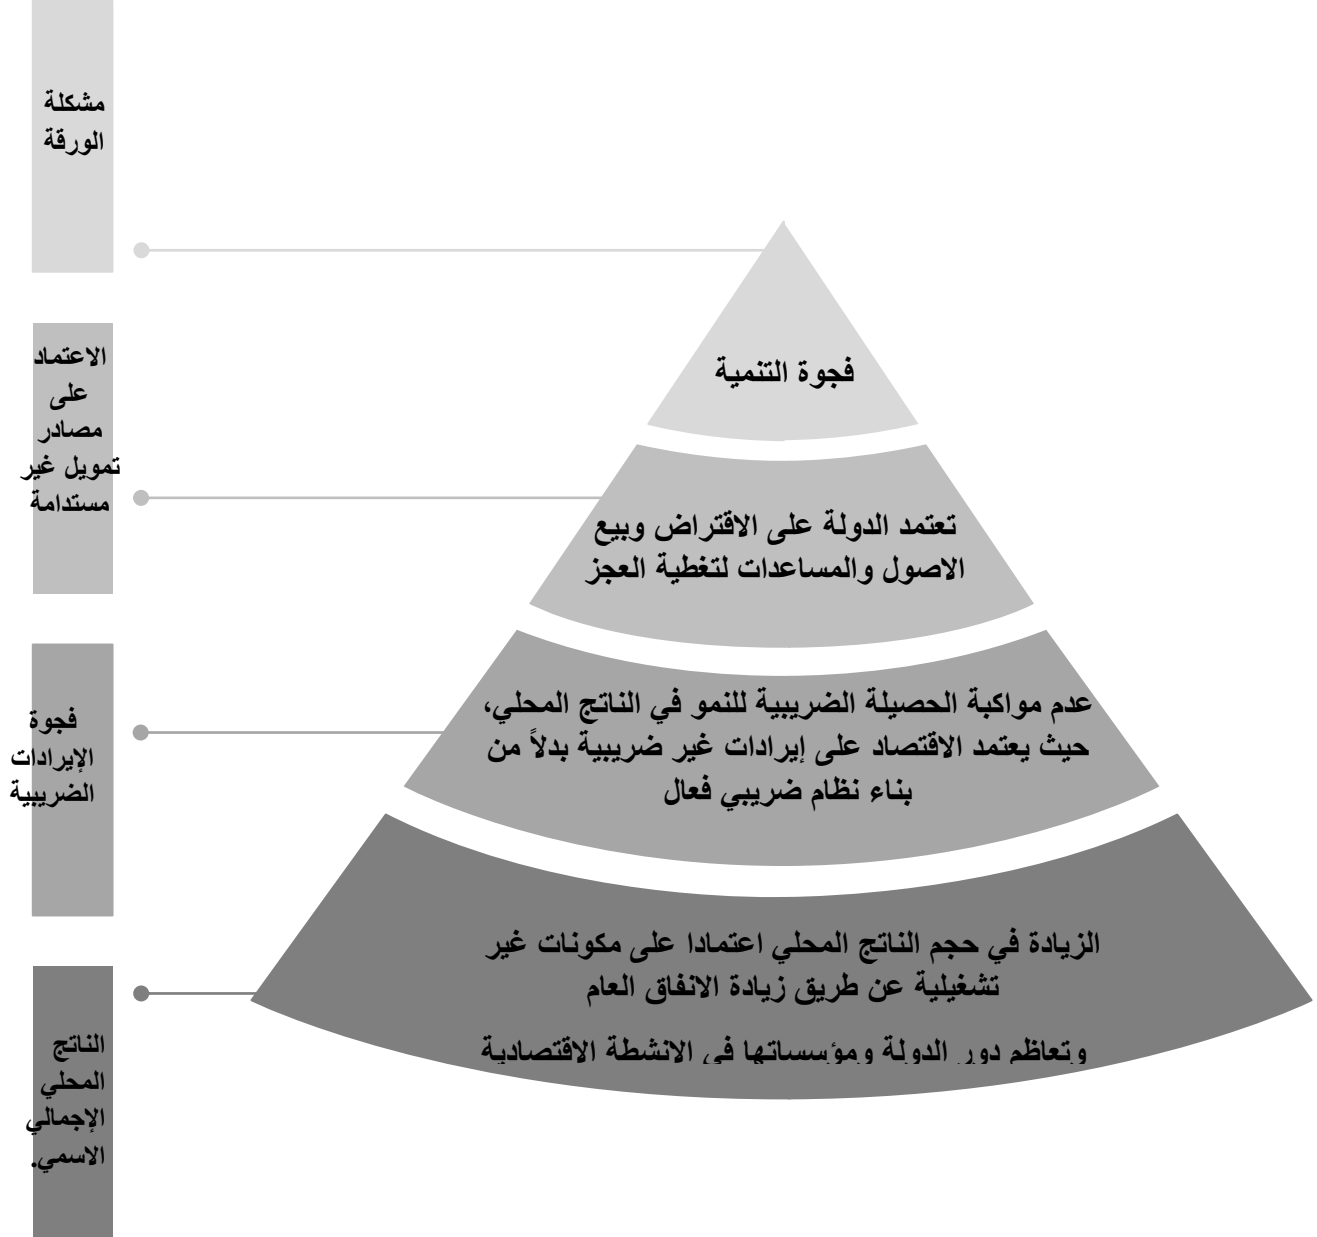 مشكلة
الورقة
فجوة التنمية
الاعتماد
على
مصادر
تمويل غير
مستدامة
تعتمد الدولة على الاقتراض وبيع
الاصول والمساعدات لتغطية العجز
فجوة
الإيرادات
الضريبية
عدم مواكبة الحصيلة الضريبية للنمو في الناتج المحلي،
حيث يعتمد الاقتصاد على إيرادات غير ضريبية بدلاً من
بناء نظام ضريبي فعال
الناتج
المحلي
الإجمالي
الاسمي.
الزيادة في حجم الناتج المحلي اعتمادا على مكونات غير
تشغيلية عن طريق زيادة الانفاق العام
وتعاظم دور الدولة ومؤسساتها في الانشطة الاقتصادية